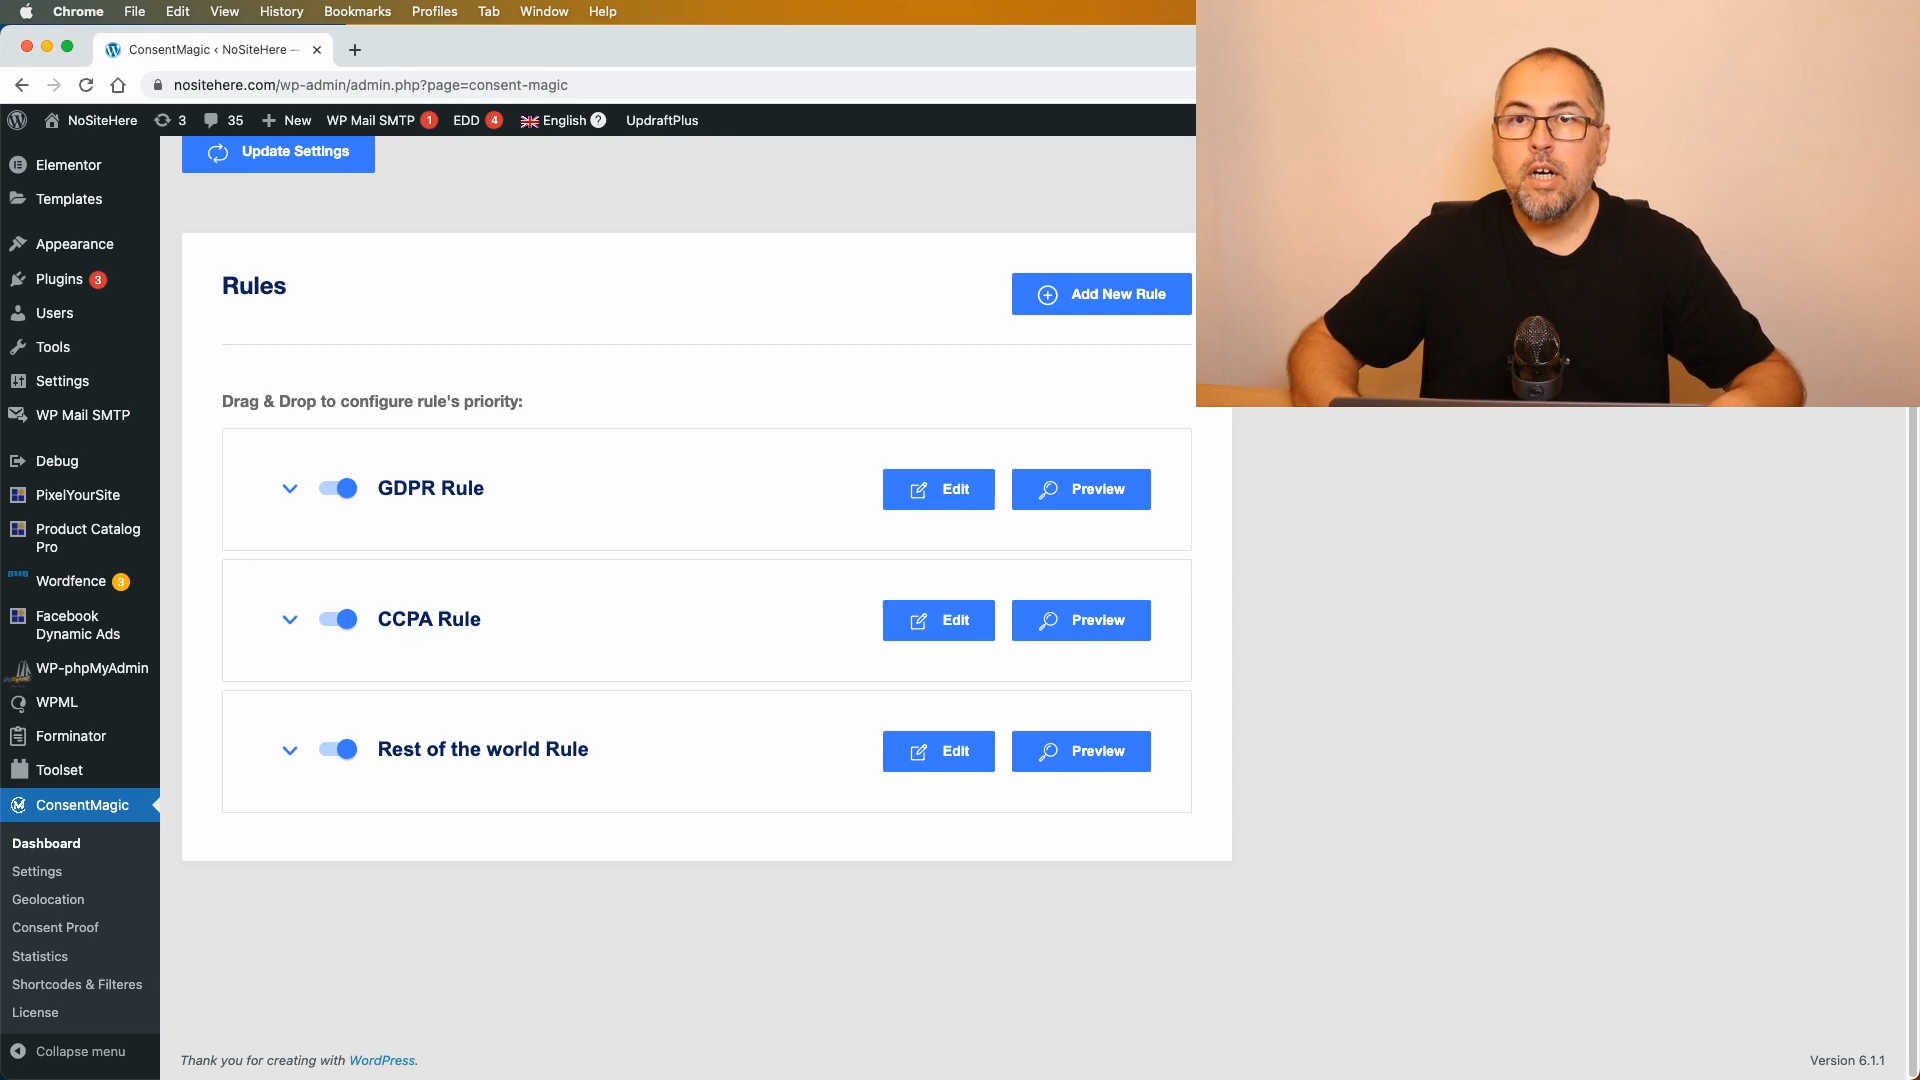 Chrome File Edit View History Bookmarks Profiles Tab Window Help
ConsentMagic ‹ NoSiteHere —
nositehere.com/wp-admin/admin.php?page=consent-magic
NoSiteHere 3 35 New WP Mail SMTP 1 EDD 4 English ? UpdraftPlus
Elementor
Templates
Appearance
Plugins 3
Users
Tools
Settings
WP Mail SMTP
Debug
PixelYourSite
Product Catalog
Pro
Wordfence 3
Facebook
Dynamic Ads
WP-phpMyAdmin
WPML
Forminator
Toolset
ConsentMagic
Dashboard
Settings
Geolocation
Consent Proof
Statistics
Shortcodes & Filteres
License
Collapse menu
Update Settings
Rules
Add New Rule
Drag & Drop to configure rule's priority:
GDPR Rule Edit Preview
CCPA Rule Edit Preview
Rest of the world Rule Edit Preview
Thank you for creating with WordPress.
Version 6.1.1